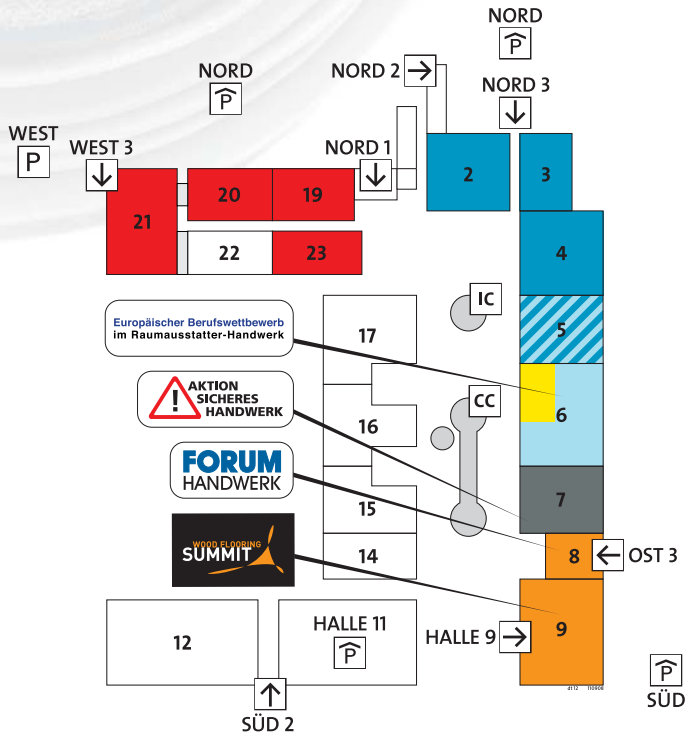 NORD
P
NORD
P
NORD 2
NORD 3
WEST
P
WEST 3
NORD 1
2
3
20
19
21
22
23
4
IC
5
17
Europäischer Berufswettbewerb
im Raumausstatter-Handwerk
CC
6
16
!
AKTION
SICHERES
HANDWERK
FORUM
HANDWERK
7
15
WOOD FLOORING
SUMMIT
14
8
OST 3
12
HALLE 11
P
HALLE 9
9
P
SÜD
SÜD 2
dt12 110908